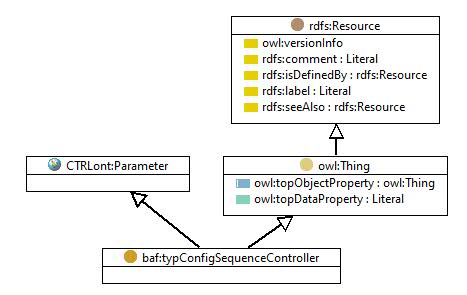 rdfs:Resource
owl:versionInfo
rdfs:comment : Literal
rdfs:isDefinedBy : rdfs:Resource
rdfs:label : Literal
rdfs:seeAlso : rdfs:Resource
CTRLont:Parameter
owl:Thing
owl:topObjectProperty : owl:Thing
owl:topDataProperty : Literal
baf:typConfigSequenceController